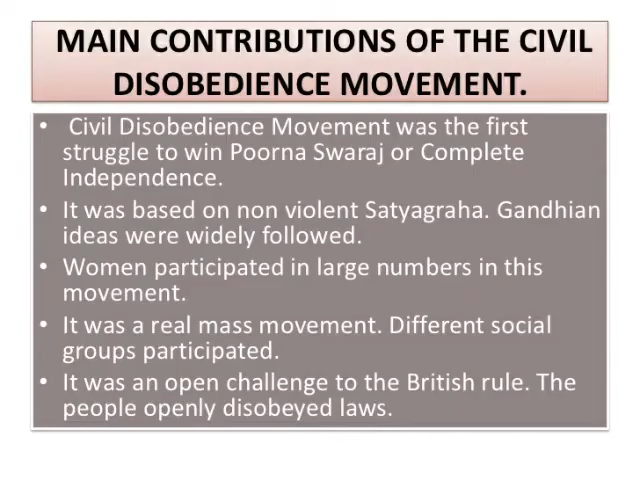 MAIN CONTRIBUTIONS OF THE CIVIL
DISOBEDIENCE MOVEMENT.
• Civil Disobedience Movement was the first
struggle to win Poorna Swaraj or Complete
Independence.
• It was based on non violent Satyagraha. Gandhian
ideas were widely followed.
• Women participated in large numbers in this
movement.
• It was a real mass movement. Different social
groups participated.
• It was an open challenge to the British rule. The
people openly disobeyed laws.